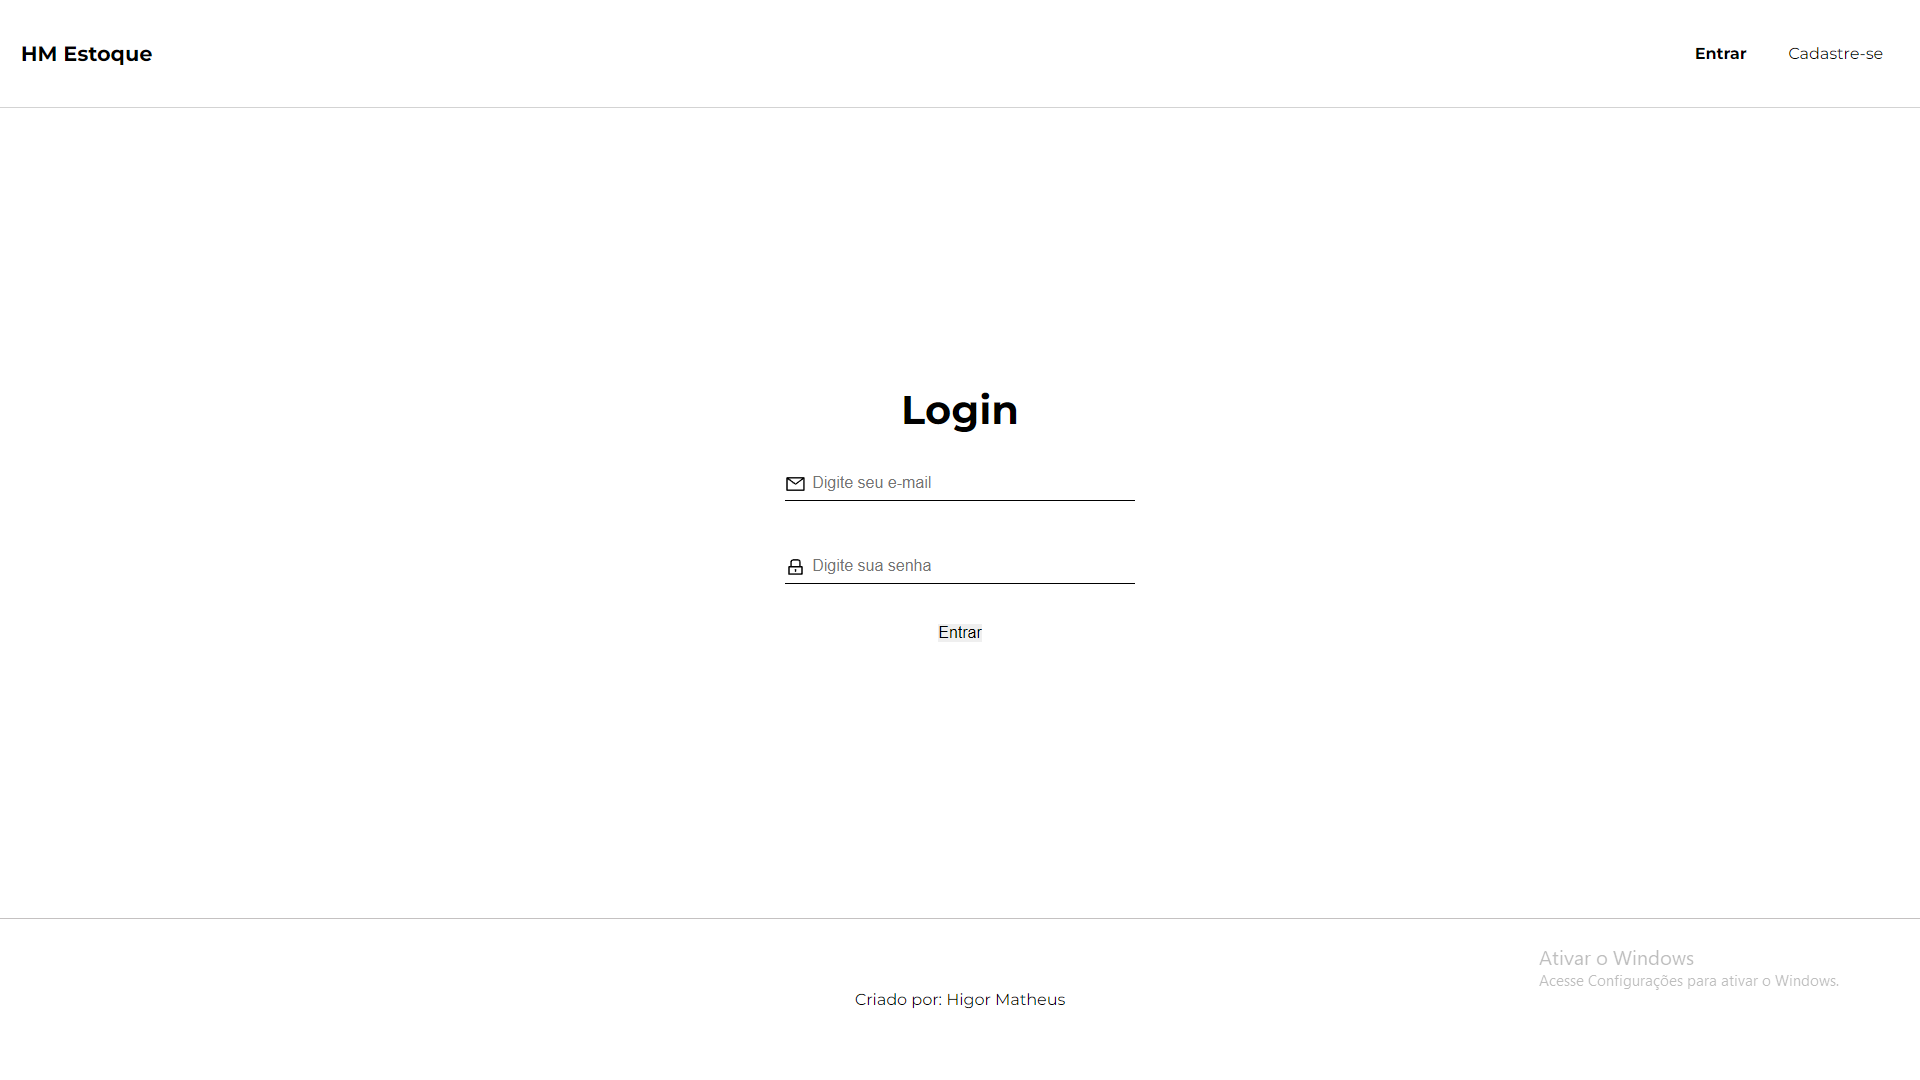 HM Estoque
Entrar
Cadastre-se
Login
Digite seu e-mail
Digite sua senha
Entrar
Ativar o Windows
Acesse Configurações para ativar o Windows.
Criado por: Higor Matheus